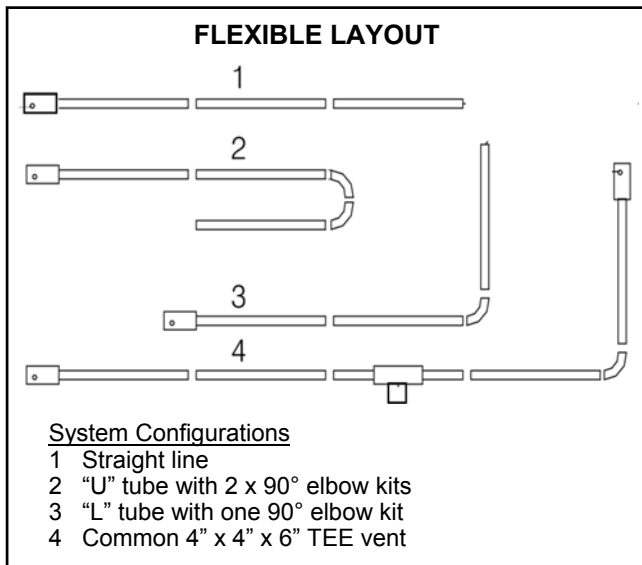 FLEXIBLE LAYOUT
1
2
3
4
System Configurations
1 Straight line
2 “U” tube with 2 x 90° elbow kits
3 “L” tube with one 90° elbow kit
4 Common 4” x 4” x 6” TEE vent